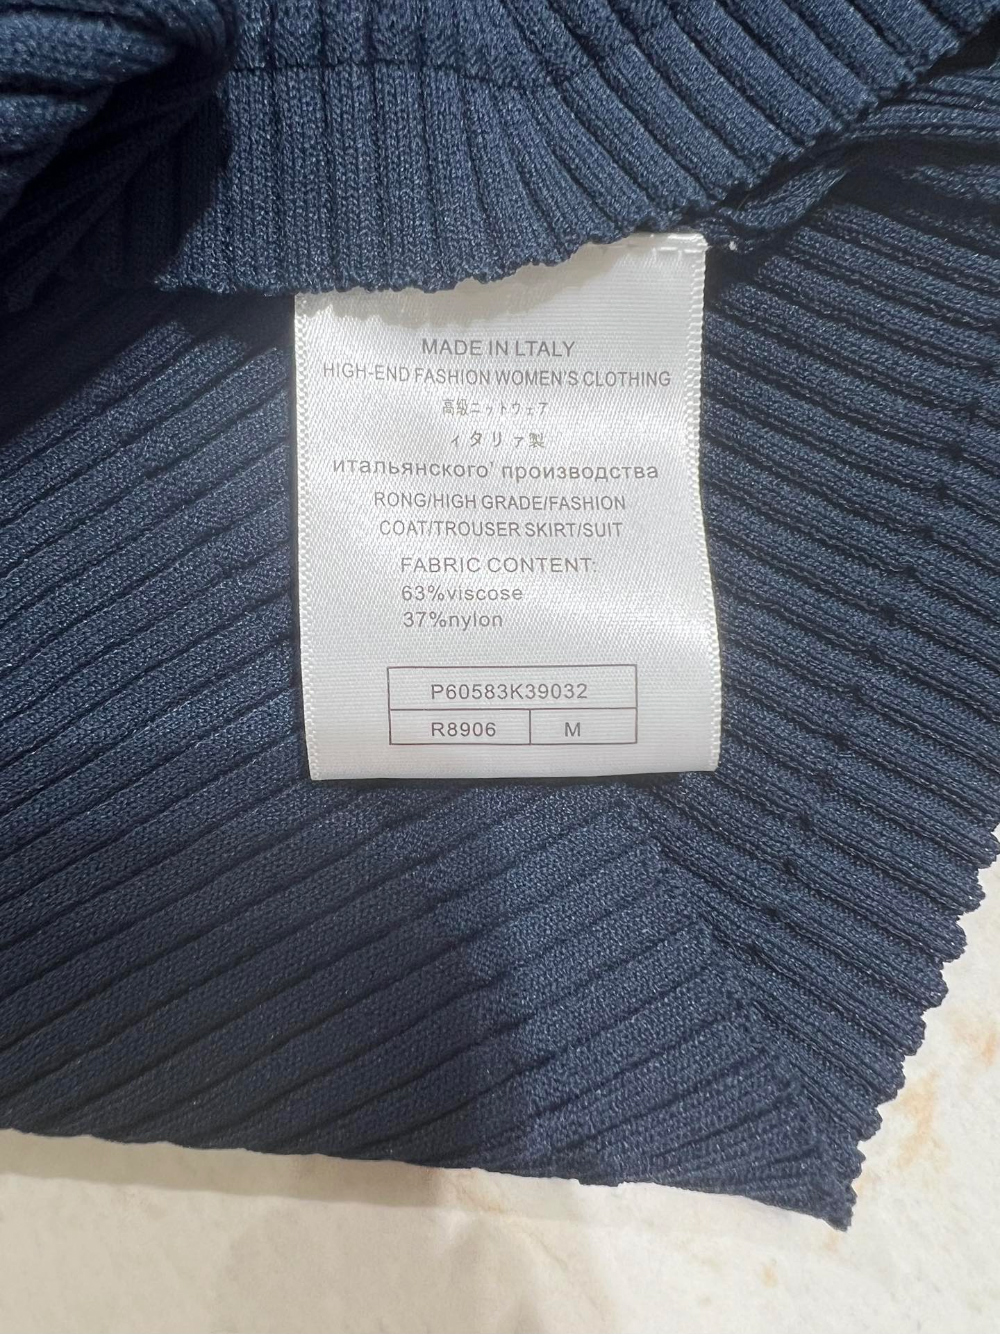 MADE IN LTALY
HIGH-END FASHION WOMEN'S CLOTHING
高級ニットウェア
イタリァ製
итальянского' производства
RONG/HIGH GRADE/FASHION
COAT/TROUSER SKIRT/SUIT
FABRIC CONTENT:
63%viscose
37%nylon
P60583K39032
R8906 M